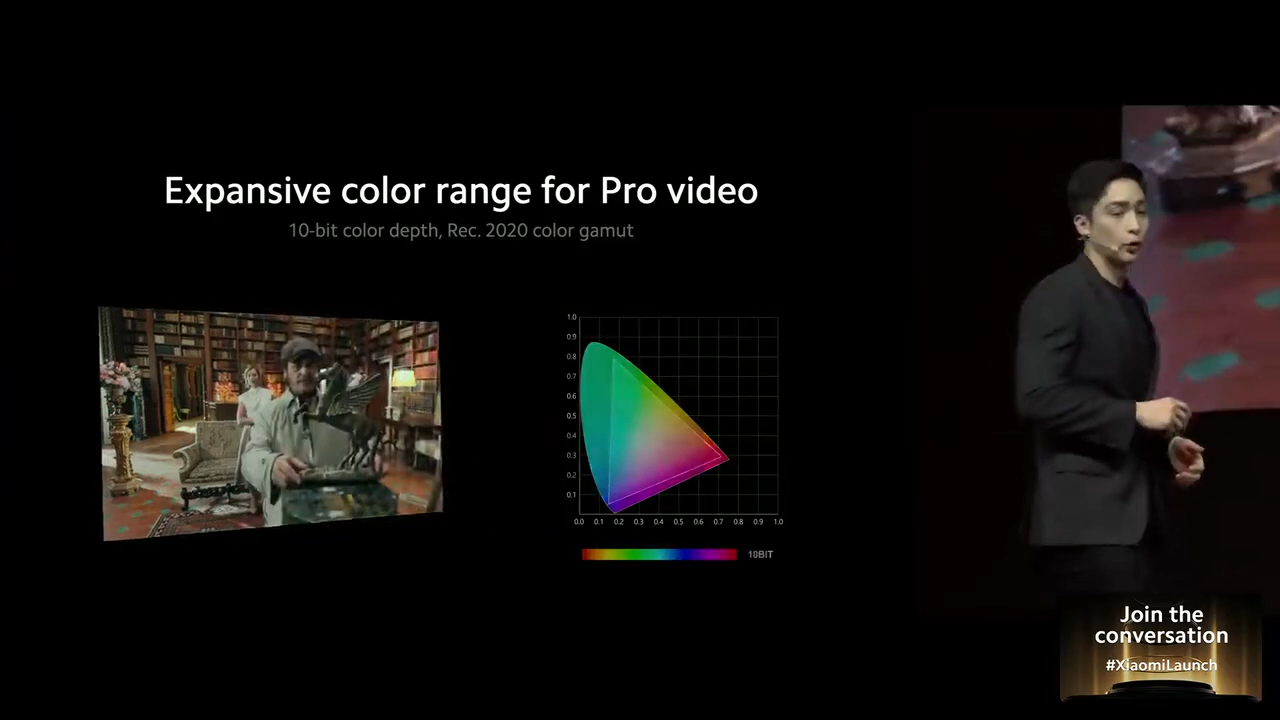 Expansive color range for Pro video
10-bit color depth, Rec. 2020 color gamut
1.0
0.9
0.8
0.7
0.6
0.5
0.4
0.3
0.2
0.1
0.0 0.1 0.2 0.3 0.4 0.5 0.6 0.7 0.8 0.9 1.0
10BIT
Join the
conversation
#XiaomiLaunch